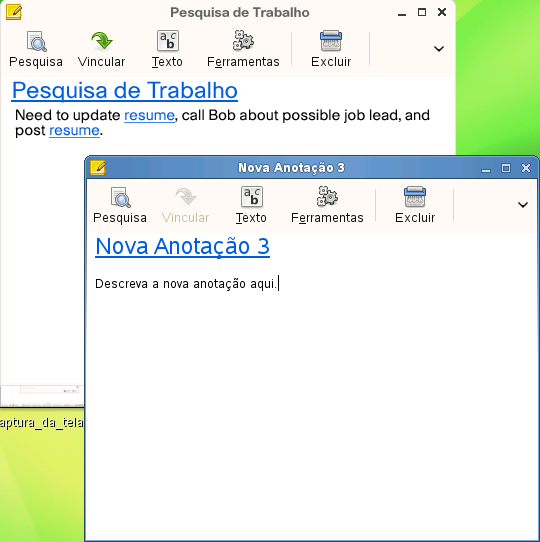 Pesquisa de Trabalho
Pesquisa Vincular Texto Ferramentas Excluir
Pesquisa de Trabalho
Need to update resume, call Bob about possible job lead, and
post resume.
Nova Anotação 3
Pesquisa Vincular Texto Ferramentas Excluir
Nova Anotação 3
Descreva a nova anotação aqui.
aptura_da_tela